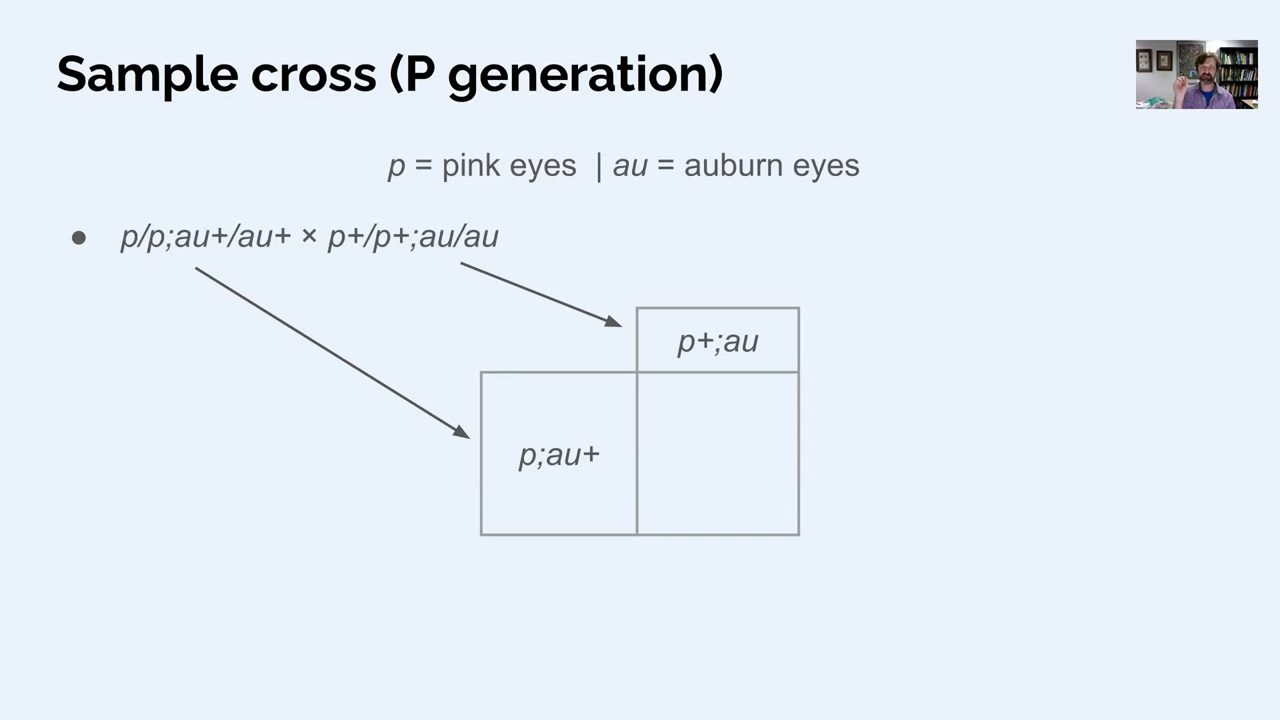 Sample cross (P generation)
p = pink eyes | au = auburn eyes
● p/p;au+/au+ × p+/p+;au/au
p+;au
p;au+